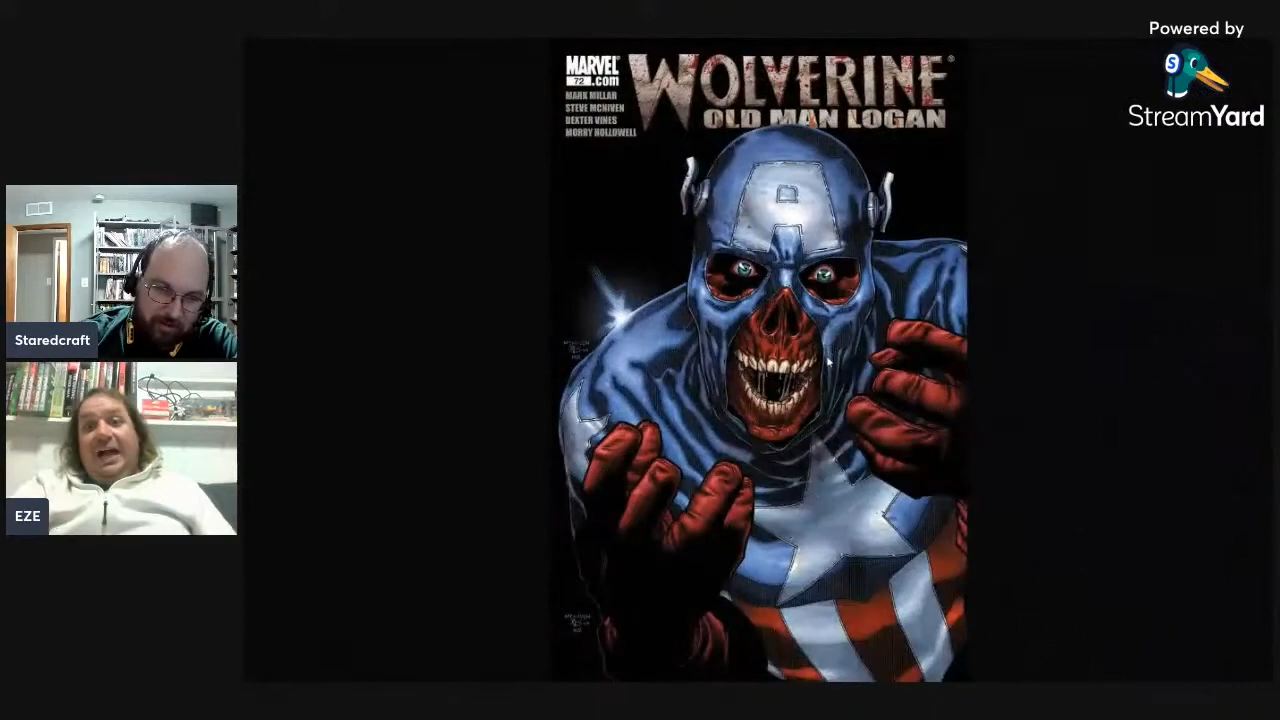 Powered by
S
StreamYard
MARVEL
72 .com
WOLVERINE
OLD MAN LOGAN
MARK MILLAR
STEVE MCNIVEN
DEXTER VINES
MORRY HOLLOWELL
A
Staredcraft
EZE